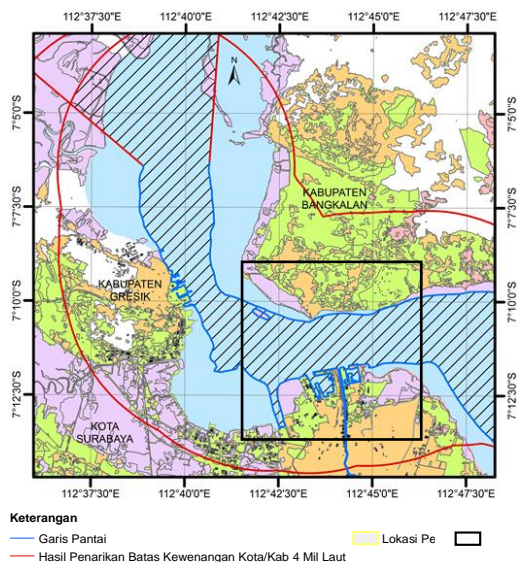 112°37'30"E 112°40'0"E 112°42'30"E 112°45'0"E 112°47'30"E
N
7°5'0"S 7°5'0"S
KABUPATEN
BANGKALAN
7°7'30"S 7°7'30"S
KABUPATEN
GRESIK
7°10'0"S 7°10'0"S
KOTA
SURABAYA
7°12'30"S 7°12'30"S
112°37'30"E 112°40'0"E 112°42'30"E 112°45'0"E 112°47'30"E
Keterangan
Garis Pantai Lokasi Pe
Hasil Penarikan Batas Kewenangan Kota/Kab 4 Mil Laut